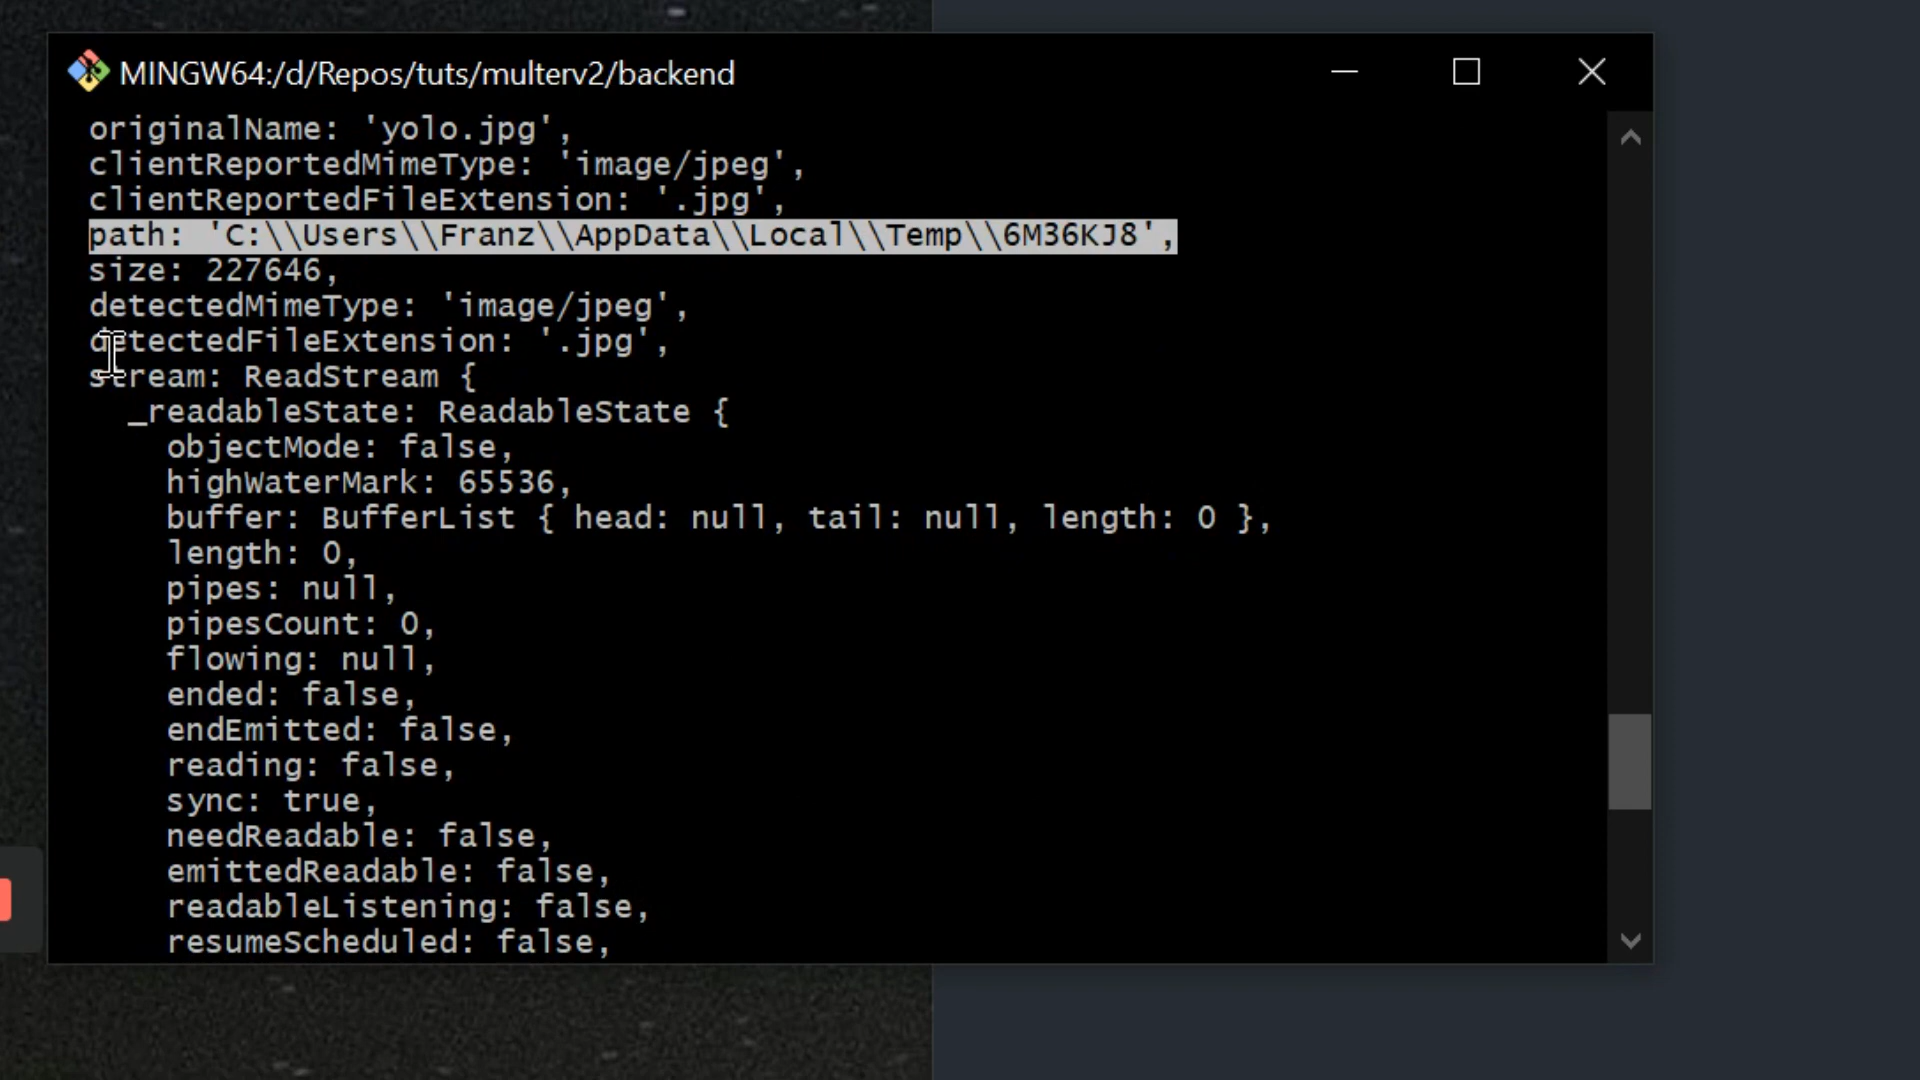 MINGW64:/d/Repos/tuts/multerv2/backend
originalName: 'yolo.jpg',
clientReportedMimeType: 'image/jpeg',
clientReportedFileExtension: '.jpg',
path: 'C:\\Users\\Franz\\AppData\\Local\\Temp\\6M36KJ8',
size: 227646,
detectedMimeType: 'image/jpeg',
detectedFileExtension: '.jpg',
stream: ReadStream {
_readableState: ReadableState {
objectMode: false,
highWaterMark: 65536,
buffer: BufferList { head: null, tail: null, length: 0 },
length: 0,
pipes: null,
pipesCount: 0,
flowing: null,
ended: false,
endEmitted: false,
reading: false,
sync: true,
needReadable: false,
emittedReadable: false,
readableListening: false,
resumeScheduled: false,